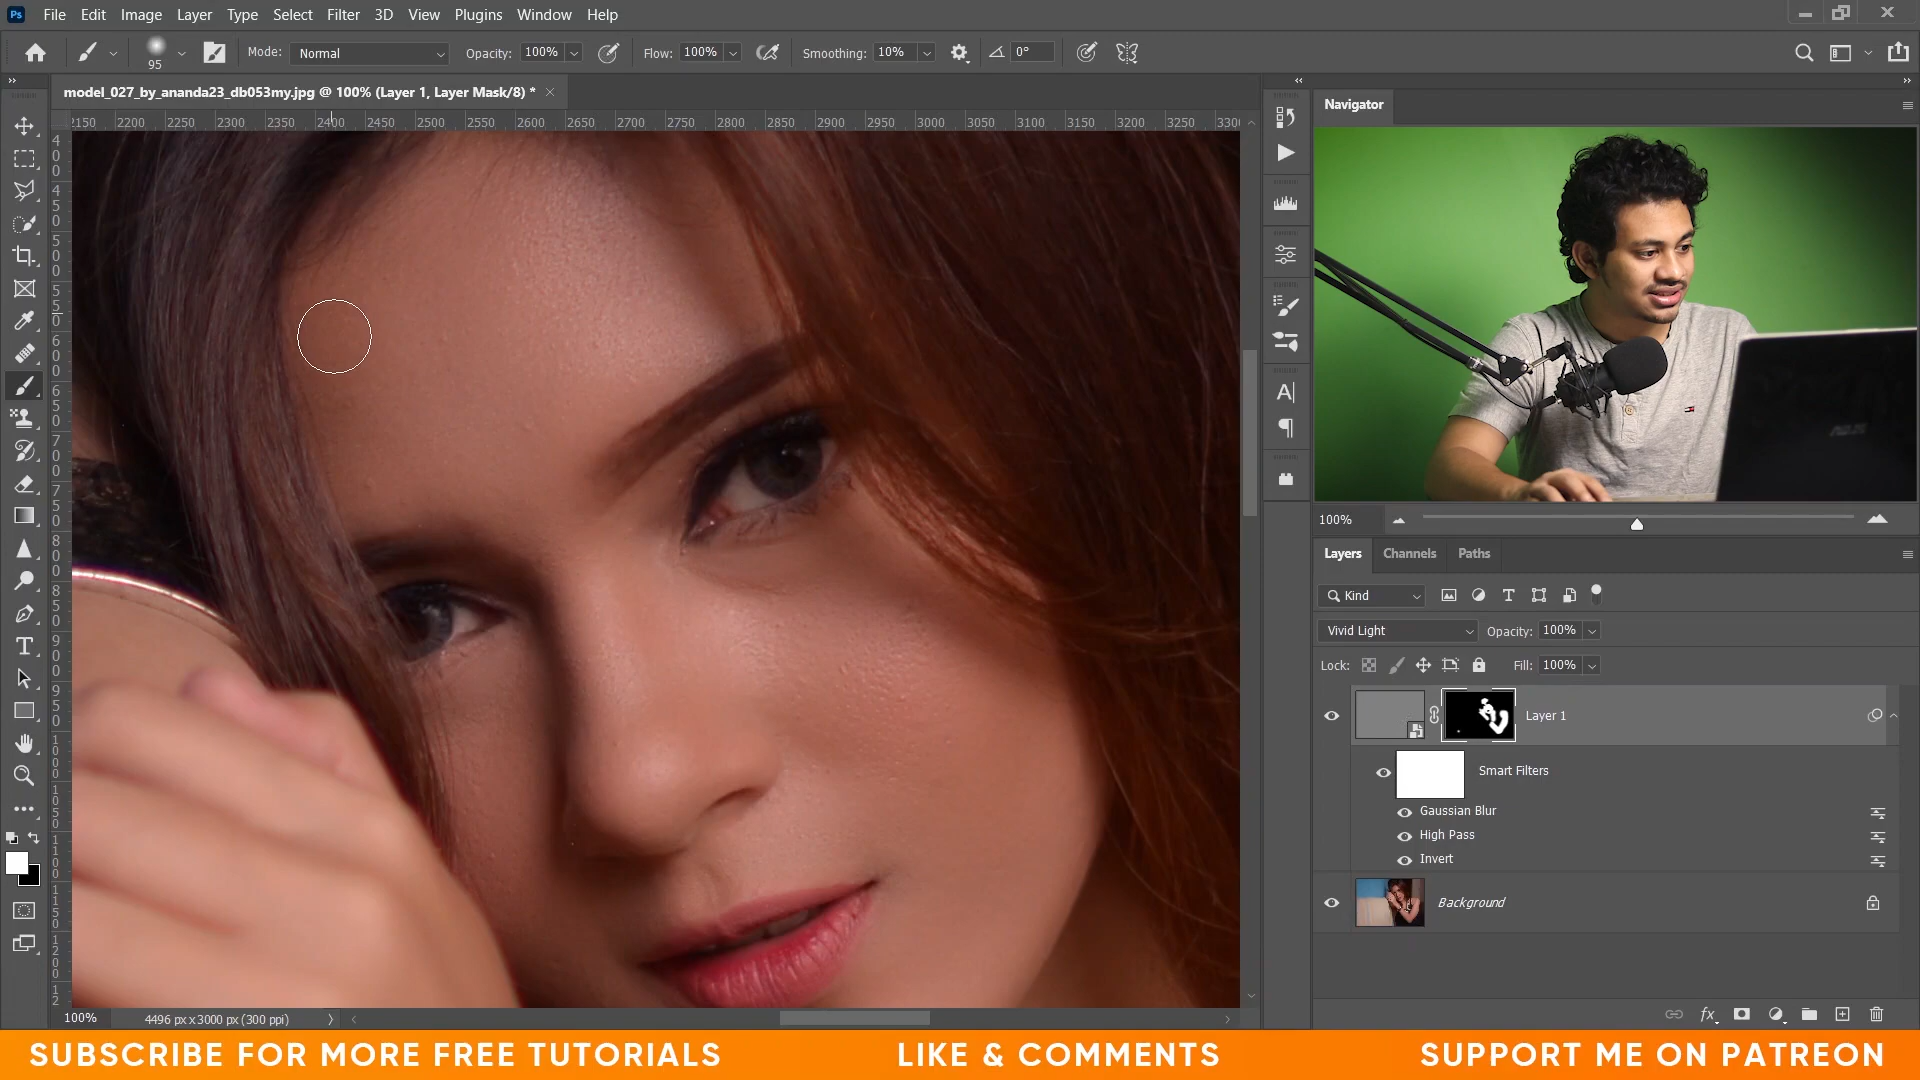 Ps File Edit Image Layer Type Select Filter 3D View Plugins Window Help
95 Mode: Normal Opacity: 100% Flow: 100% Smoothing: 10% 0°
model_027_by_ananda23_db053my.jpg @ 100% (Layer 1, Layer Mask/8) *
Navigator
2150 2200 2250 2300 2350 2400 2450 2500 2550 2600 2650 2700 2750 2800 2850 2900 2950 3000 3050 3100 3150 3200 3250 3300
100%
Layers Channels Paths
Kind
Vivid Light Opacity: 100%
Lock: Fill: 100%
Layer 1
Smart Filters
Gaussian Blur
High Pass
Invert
Background
100% 4496 px x 3000 px (300 ppi)
SUBSCRIBE FOR MORE FREE TUTORIALS LIKE & COMMENTS SUPPORT ME ON PATREON